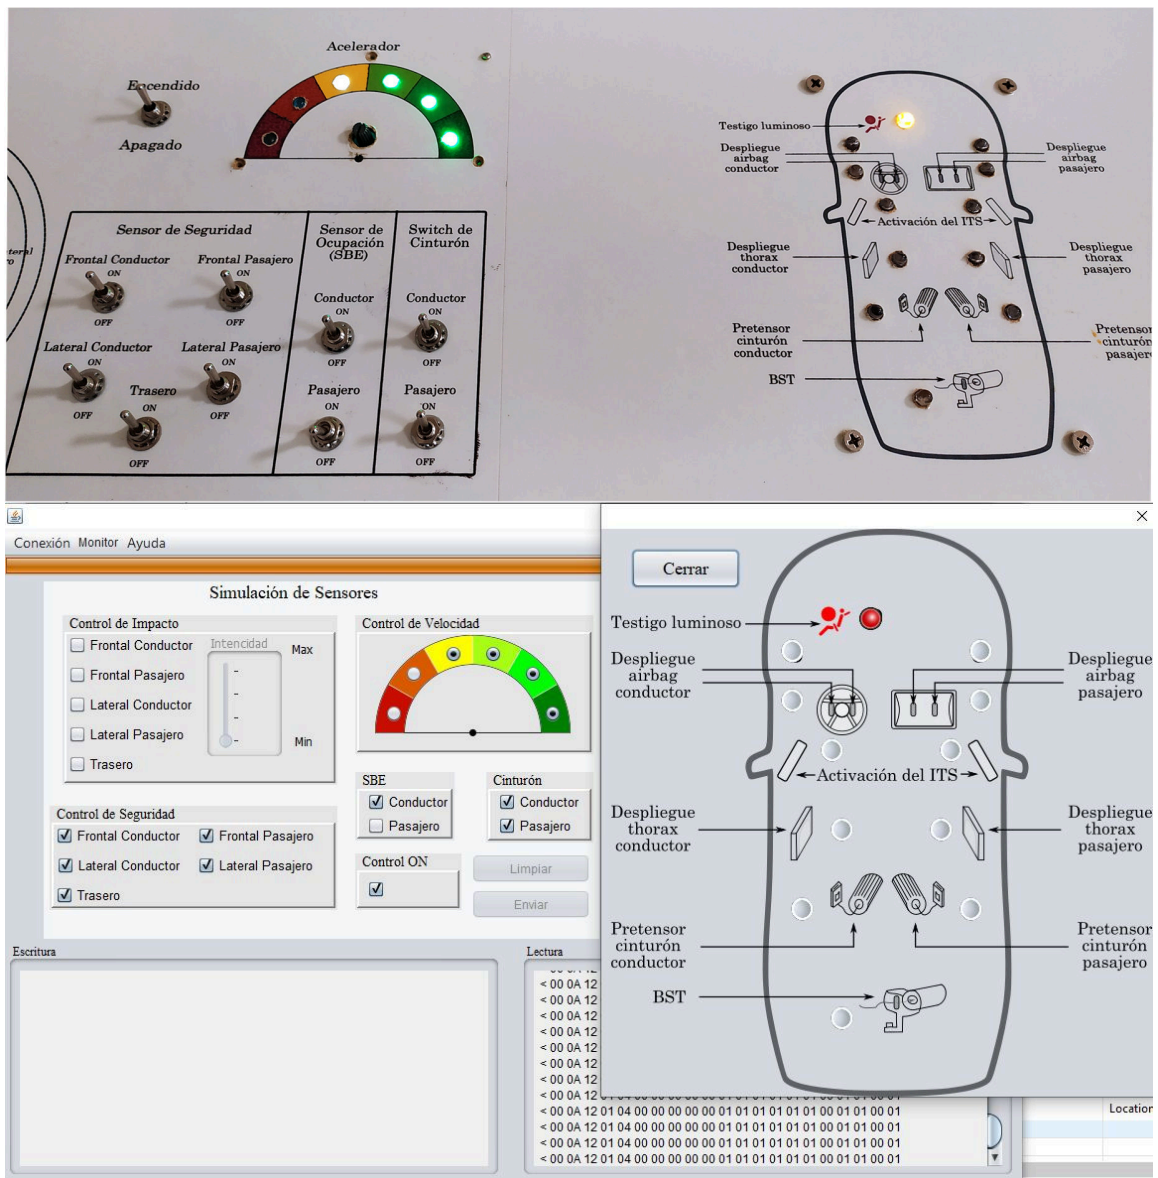 Acelerador
Encendido
Apagado
Sensor de Seguridad
Frontal Conductor
ON
OFF
Frontal Pasajero
ON
OFF
Lateral Conductor
ON
OFF
Lateral Pasajero
ON
OFF
Trasero
ON
OFF
Sensor de
Ocupación
(SBE)
Conductor
ON
OFF
Pasajero
ON
OFF
Switch de
Cinturón
Conductor
ON
OFF
Pasajero
ON
OFF
Testigo luminoso
Despliegue
airbag
conductor
Despliegue
airbag
pasajero
Activación del ITS
Despliegue
thorax
conductor
Despliegue
thorax
pasajero
Pretensor
cinturón
conductor
Pretensor
cinturón
pasajer
BST
Conexión Monitor Ayuda
Simulación de Sensores
Control de Impacto
Frontal Conductor
Frontal Pasajero
Lateral Conductor
Lateral Pasajero
Trasero
Intencidad
Max
Min
Control de Velocidad
SBE
Conductor
Pasajero
Cinturón
Conductor
Pasajero
Control de Seguridad
Frontal Conductor Frontal Pasajero
Lateral Conductor Lateral Pasajero
Trasero
Control ON
Limpiar
Enviar
Escritura
Lectura
< 00 0A 12
< 00 0A 12
< 00 0A 12
< 00 0A 12
< 00 0A 12
< 00 0A 12
< 00 0A 12
< 00 0A 12
< 00 0A 12 01 04 00 00 00 00 00 01 01 01 01 01 01 00 01 01 00 01
< 00 0A 12 01 04 00 00 00 00 00 01 01 01 01 01 01 00 01 01 00 01
< 00 0A 12 01 04 00 00 00 00 00 01 01 01 01 01 01 00 01 01 00 01
< 00 0A 12 01 04 00 00 00 00 00 01 01 01 01 01 01 00 01 01 00 01
Cerrar
Testigo luminoso
Despliegue
airbag
conductor
Despliegue
airbag
pasajero
Activación del ITS
Despliegue
thorax
conductor
Despliegue
thorax
pasajero
Pretensor
cinturón
conductor
Pretensor
cinturón
pasajero
BST
Location